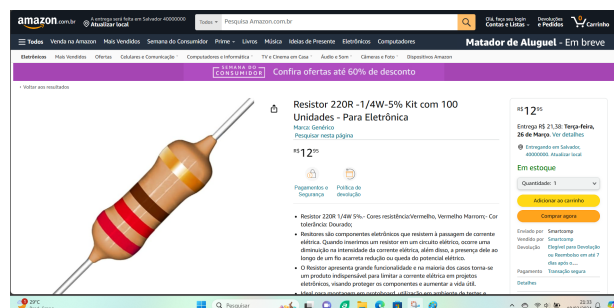 amazon.com.br
A entrega será feita em Salvador 40000000
Atualizar local
Todos
Pesquisa Amazon.com.br
Olá, faça seu login
Contas e Listas
Devoluções
e Pedidos
Carrinho
Todos Venda na Amazon Mais Vendidos Semana do Consumidor Prime Livros Música Ideias de Presente Eletrônicos Computadores
Matador de Aluguel - Em breve
Eletrônicos Mais Vendidos Ofertas Celulares e Comunicação Computadores e Informática TV e Cinema em Casa Áudio e Som Câmeras e Foto Dispositivos Amazon
SEMANA DO
CONSUMIDOR
Confira ofertas até 60% de desconto
‹ Voltar aos resultados
Resistor 220R -1/4W-5% Kit com 100
Unidades - Para Eletrônica
Marca: Genérico
Pesquisar nesta página
R$12⁹⁵
Pagamentos e
Segurança
Política de
devolução
• Resistor 220R 1/4W 5%.- Cores resistência:Vermelho, Vermelho Marrom;- Cor
tolerância: Dourado;
• Resitores são componentes eletrônicos que resistem à passagem de corrente
elétrica. Quando inserimos um resistor em um circuito elétrico, ocorre uma
diminuição na intensidade da corrente elétrica, além disso, a presença dele ao
longo de um fio acarreta redução ou queda do potencial elétrico.
• O Resistor apresenta grande funcionalidade e na maioria dos casos torna-se
um produto indispensável para limitar a corrente elétrica em projetos
eletrônicos, visando proteger os componentes e aumentar a vida útil.
• Ideal para montagem em protoboard, utilização em ambiente de testes e
R$12⁹⁵
Entrega R$ 21,38: Terça-feira,
26 de Março. Ver detalhes
Entregando em Salvador,
40000000. Atualizar local
Em estoque
Quantidade: 1
Adicionar ao carrinho
Comprar agora
Enviado por Smartcomp
Vendido por Smartcomp
Devolução Elegível para Devolução
ou Reembolso em até 7
dias após o....
Pagamento Transação segura
Detalhes
29°C
Pesquisar